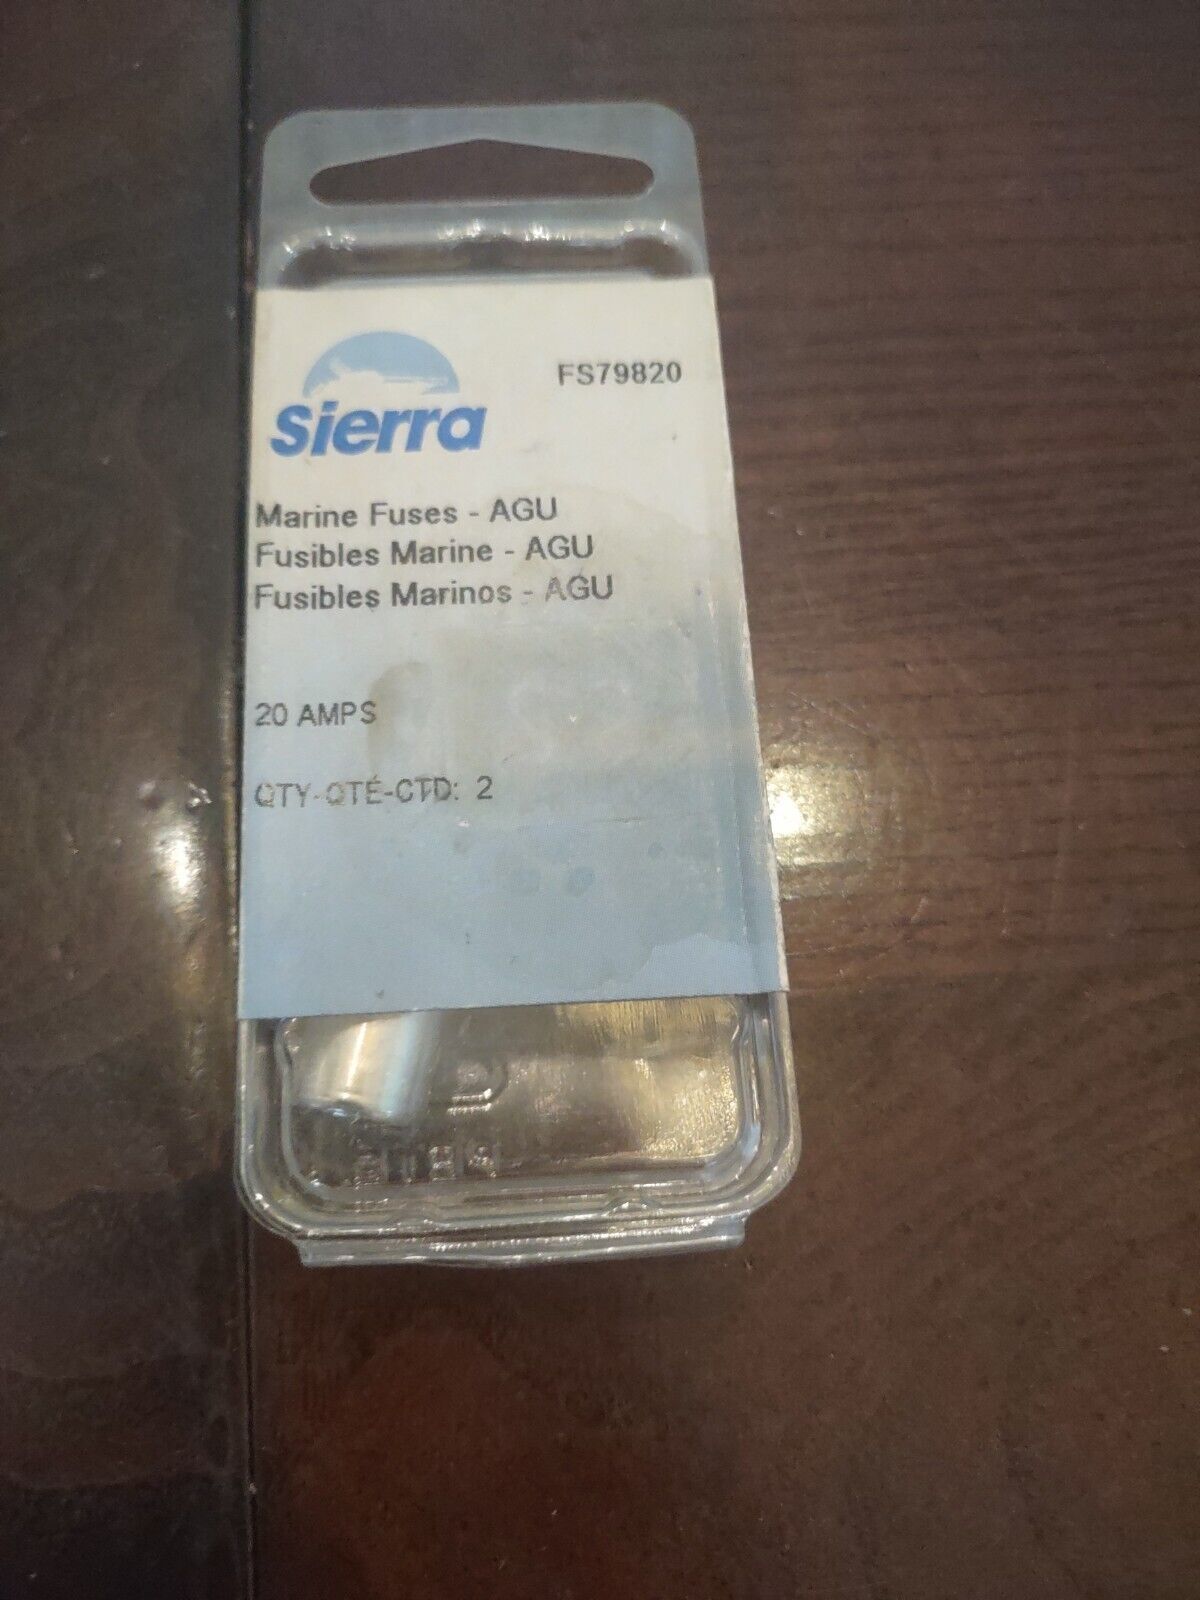 Sierra
FS79820
Marine Fuses - AGU
Fusibles Marine - AGU
Fusibles Marinos - AGU
20 AMPS
QTY-QTÉ-CTD: 2